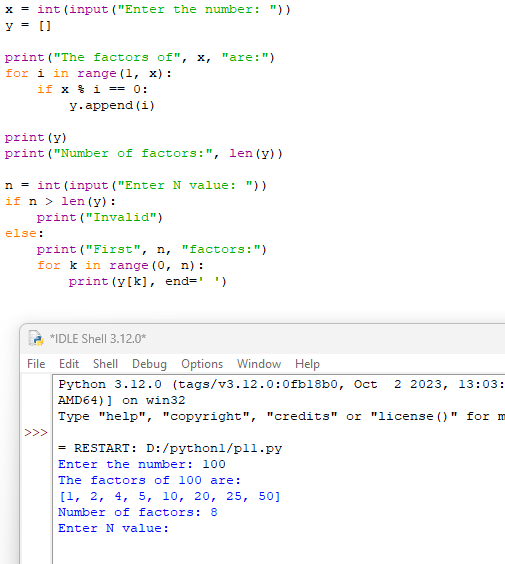 x = int(input("Enter the number: "))
y = []
print("The factors of", x, "are:")
for i in range(1, x):
    if x % i == 0:
        y.append(i)
print(y)
print("Number of factors:", len(y))
n = int(input("Enter N value: "))
if n > len(y):
    print("Invalid")
else:
    print("First", n, "factors:")
    for k in range(0, n):
        print(y[k], end=' ')
*IDLE Shell 3.12.0*
File Edit Shell Debug Options Window Help
Python 3.12.0 (tags/v3.12.0:0fb18b0, Oct  2 2023, 13:03:
AMD64)] on win32
Type "help", "copyright", "credits" or "license()" for m
>>>
= RESTART: D:/python1/p11.py
Enter the number: 100
The factors of 100 are:
[1, 2, 4, 5, 10, 20, 25, 50]
Number of factors: 8
Enter N value: